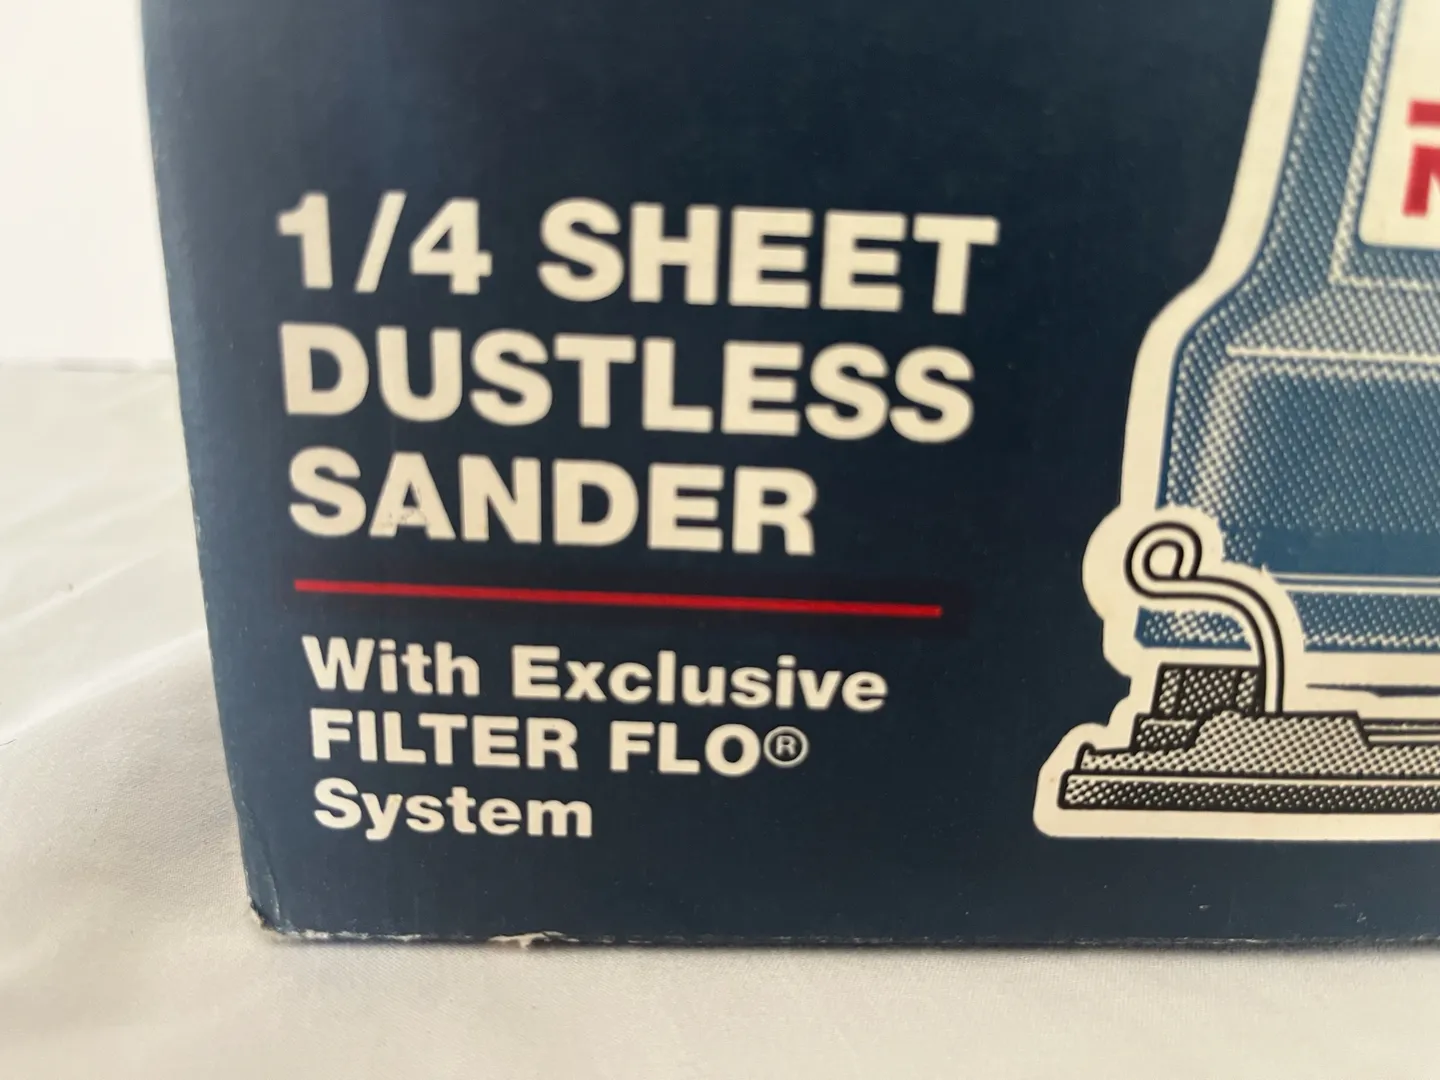 1/4 SHEET
DUSTLESS
SANDER
With Exclusive
FILTER FLO®
System